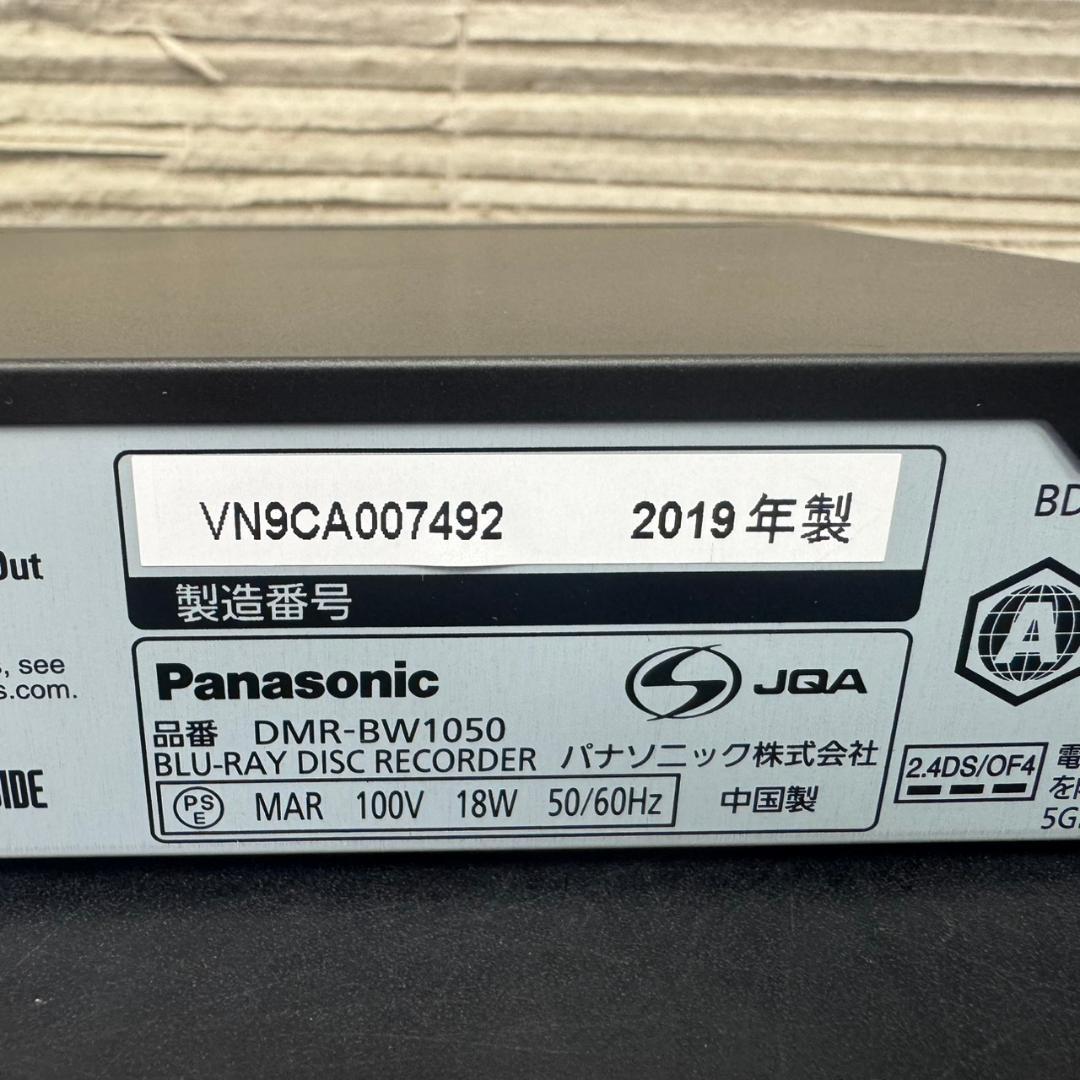 VN9CA007492 2019年製
製造番号
Panasonic JQA
品番 DMR-BW1050
BLU-RAY DISC RECORDER パナソニック株式会社
PS E MAR 100V 18W 50/60Hz 中国製
Out
, see
s.com.
IDE
BD
A
2.4DS/OF4
電
を
5G